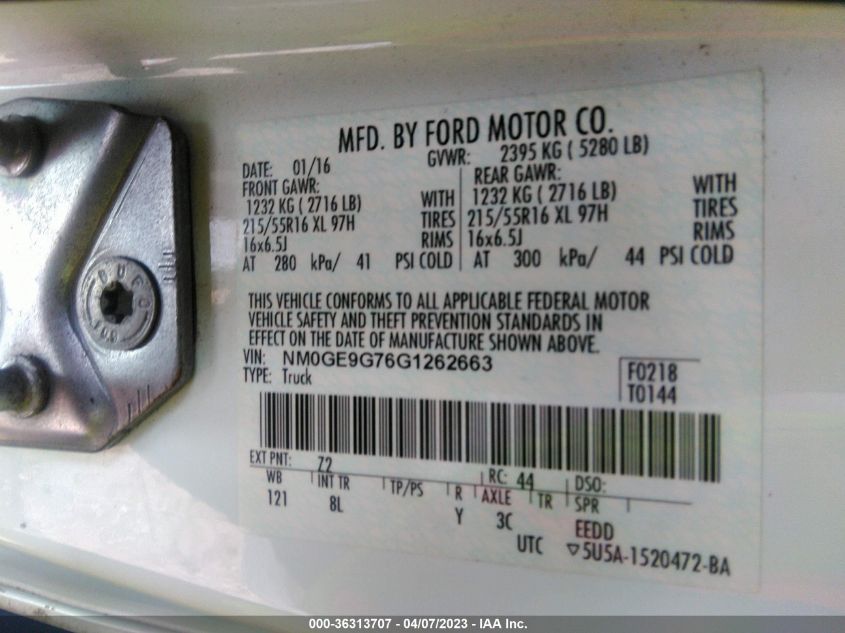 MFD. BY FORD MOTOR CO.
DATE: 01/16 GVWR: 2395 KG ( 5280 LB)
FRONT GAWR: REAR GAWR:
1232 KG ( 2716 LB) WITH 1232 KG ( 2716 LB) WITH
215/55R16 XL 97H TIRES 215/55R16 XL 97H TIRES
16x6.5J RIMS 16x6.5J RIMS
AT 280 kPa/ 41 PSI COLD AT 300 kPa/ 44 PSI COLD
THIS VEHICLE CONFORMS TO ALL APPLICABLE FEDERAL MOTOR
VEHICLE SAFETY AND THEFT PREVENTION STANDARDS IN
EFFECT ON THE DATE OF MANUFACTURE SHOWN ABOVE.
VIN: NM0GE9G76G1262663
TYPE: Truck
F0218
T0144
EXT PNT: Z2 RC: 44 DSO:
WB INT TR TP/PS R AXLE TR SPR
121 8L Y 3C EEDD
UTC 5U5A-1520472-BA
000-36313707 - 04/07/2023 - IAA Inc.